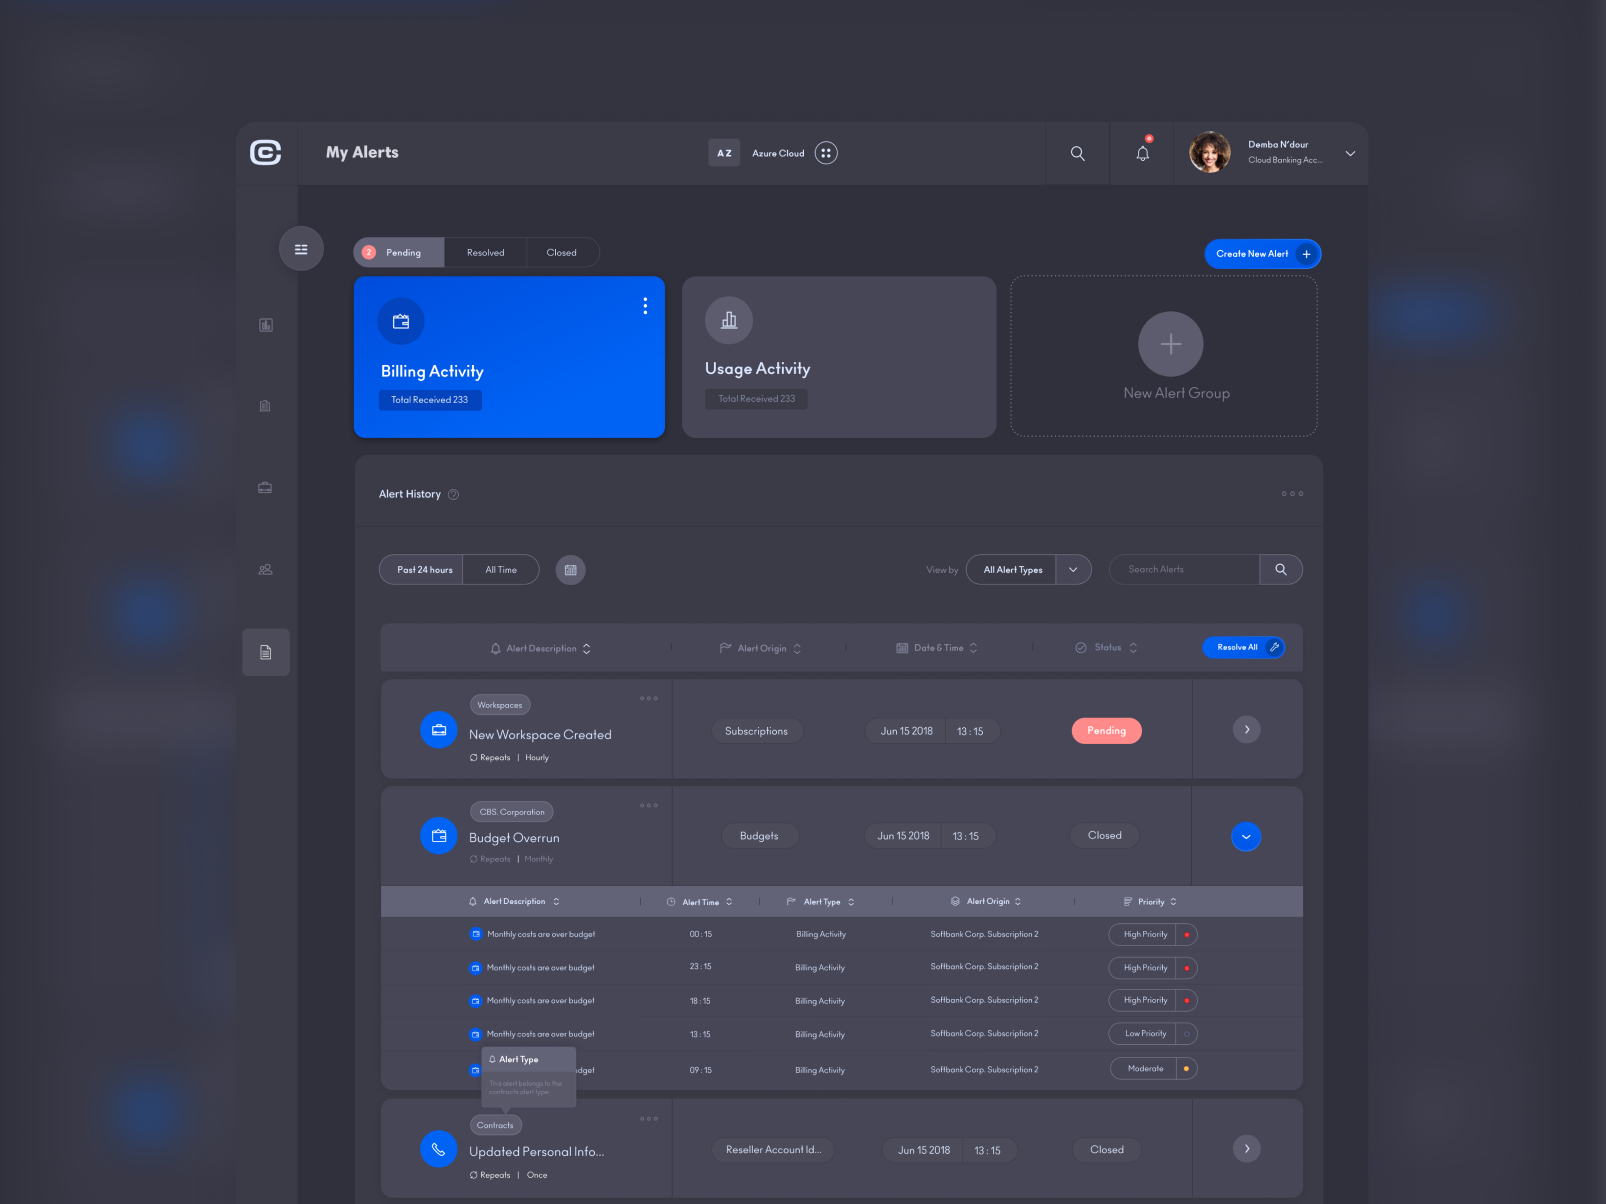 My Alerts
AZ Azure Cloud
Demba N'dour
Cloud Banking Acc...
2 Pending Resolved Closed
Create New Alert
Billing Activity
Total Received 233
Usage Activity
Total Received 233
New Alert Group
Alert History
Past 24 hours All Time
View by All Alert Types
Search Alerts
Alert Description Alert Origin Date & Time Status Resolve All
Workspaces
New Workspace Created
Repeats | Hourly
Subscriptions Jun 15 2018 13 : 15 Pending
CBS. Corporation
Budget Overrun
Repeats | Monthly
Budgets Jun 15 2018 13 : 15 Closed
Alert Description Alert Time Alert Type Alert Origin Priority
Monthly costs are over budget 00 : 15 Billing Activity Softbank Corp. Subscription 2 High Priority
Monthly costs are over budget 23 : 15 Billing Activity Softbank Corp. Subscription 2 High Priority
Monthly costs are over budget 18 : 15 Billing Activity Softbank Corp. Subscription 2 High Priority
Monthly costs are over budget 13 : 15 Billing Activity Softbank Corp. Subscription 2 Low Priority
dget 09 : 15 Billing Activity Softbank Corp. Subscription 2 Moderate
Alert Type
This alert belongs to the
contracts alert type.
Contracts
Updated Personal Info...
Repeats | Once
Reseller Account Id... Jun 15 2018 13 : 15 Closed